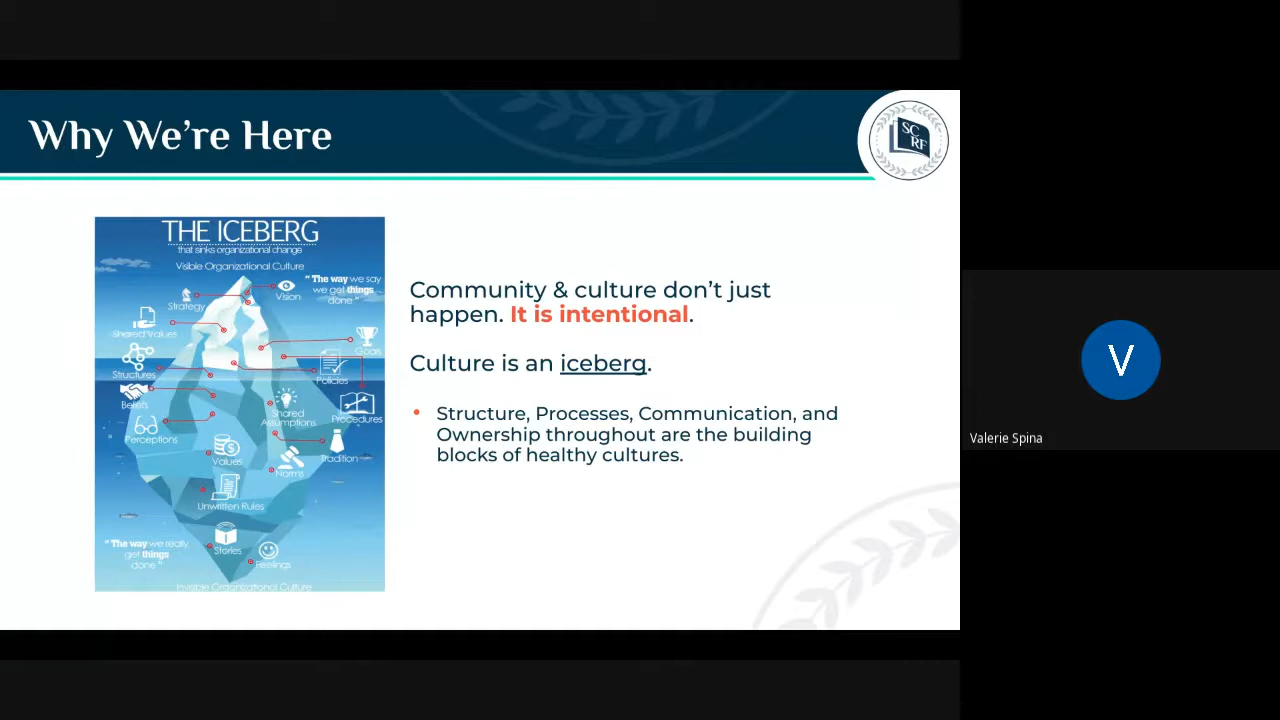 Why We're Here
SC
RF
THE ICEBERG
that sinks organizational change
Visible Organizational Culture
"The way we say
we get things
done"
Vision
Strategy
Shared Values
Goals
Structures
Policies
Beliefs
Shared
Assumptions
Procedures
Perceptions
Tradition
Values
Norms
Unwritten Rules
Stories
Feelings
"The way we really
get things
done"
Invisible Organizational Culture
Community & culture don't just
happen. It is intentional.
Culture is an iceberg.
• Structure, Processes, Communication, and
Ownership throughout are the building
blocks of healthy cultures.
V
Valerie Spina